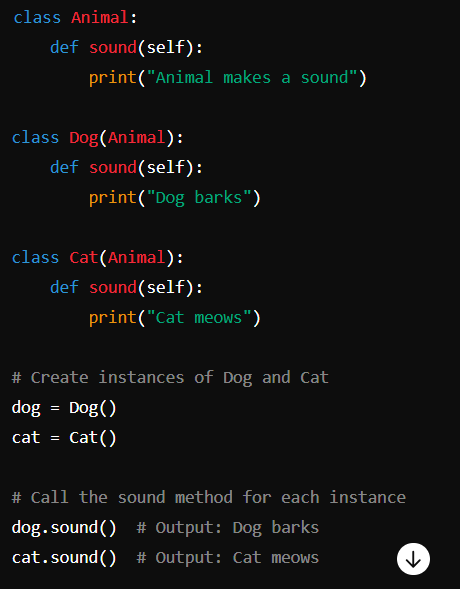 class Animal:
    def sound(self):
        print("Animal makes a sound")

class Dog(Animal):
    def sound(self):
        print("Dog barks")

class Cat(Animal):
    def sound(self):
        print("Cat meows")

# Create instances of Dog and Cat
dog = Dog()
cat = Cat()

# Call the sound method for each instance
dog.sound()  # Output: Dog barks
cat.sound()  # Output: Cat meows